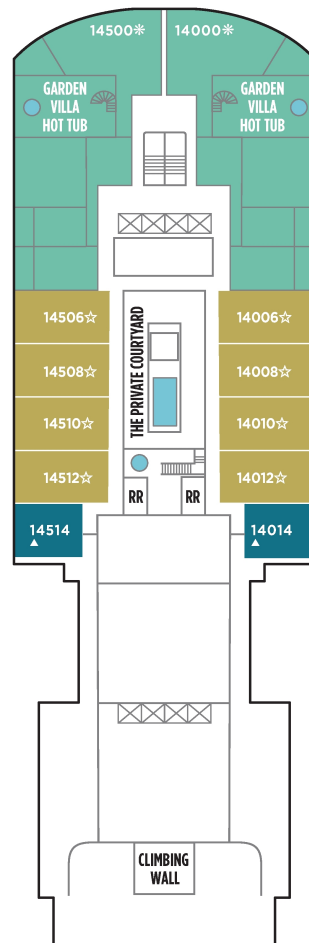 14500✼ 14000✼
GARDEN
VILLA
HOT TUB
GARDEN
VILLA
HOT TUB
THE PRIVATE COURTYARD
14506☆ 14006☆
14508☆ 14008☆
14510☆ 14010☆
14512☆ 14012☆
RR RR
14514 14014
▲ ▲
CLIMBING
WALL